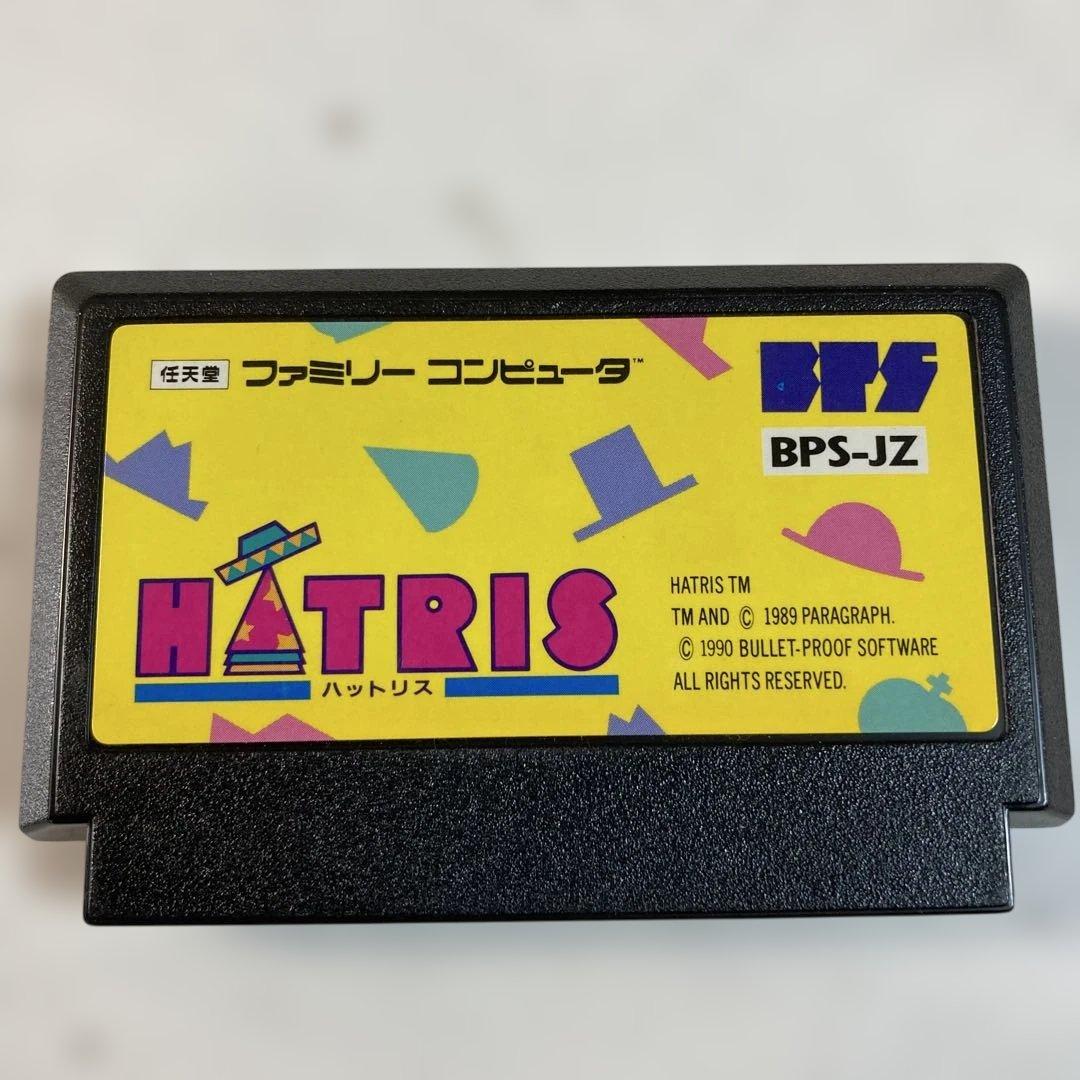 任天堂 ファミリー コンピュータ™
BPS
BPS-JZ
HATRIS
ハットリス
HATRIS TM
TM AND © 1989 PARAGRAPH.
© 1990 BULLET-PROOF SOFTWARE
ALL RIGHTS RESERVED.